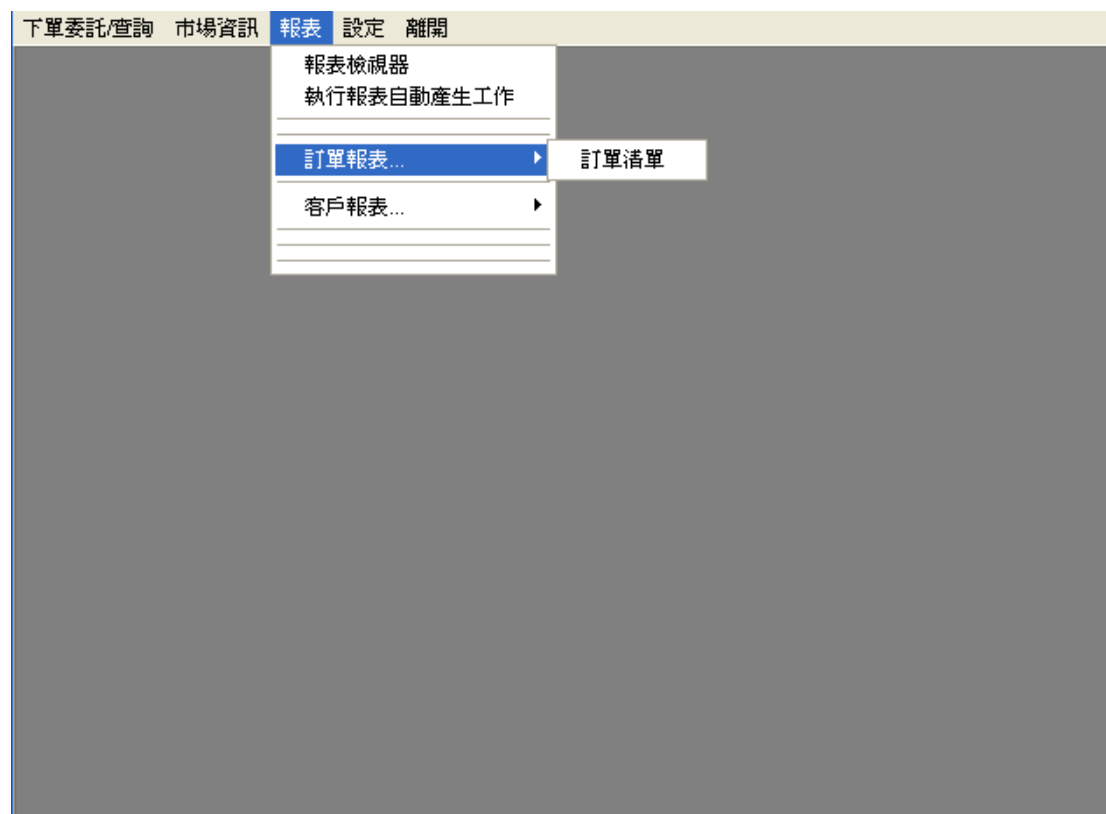 下單委託/查詢 市場資訊 報表 設定 離開
報表檢視器
執行報表自動產生工作
訂單報表... 訂單清單
客戶報表...